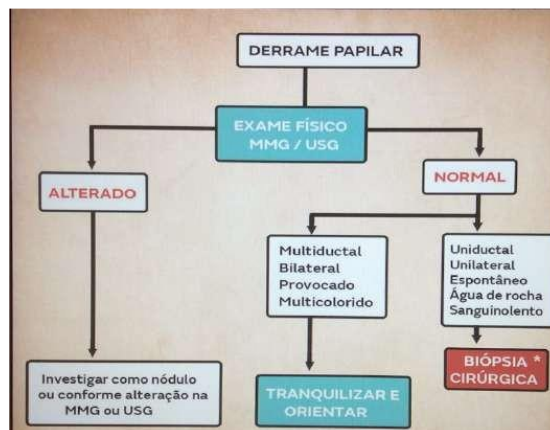 DERRAME PAPILAR
EXAME FÍSICO
MMG / USG
ALTERADO
NORMAL
Multiductal
Bilateral
Provocado
Multicolorido
Uniductal
Unilateral
Espontâneo
Água de rocha
Sanguinolento
Investigar como nódulo
ou conforme alteração na
MMG ou USG
TRANQUILIZAR E
ORIENTAR
BIÓPSIA *
CIRÚRGICA